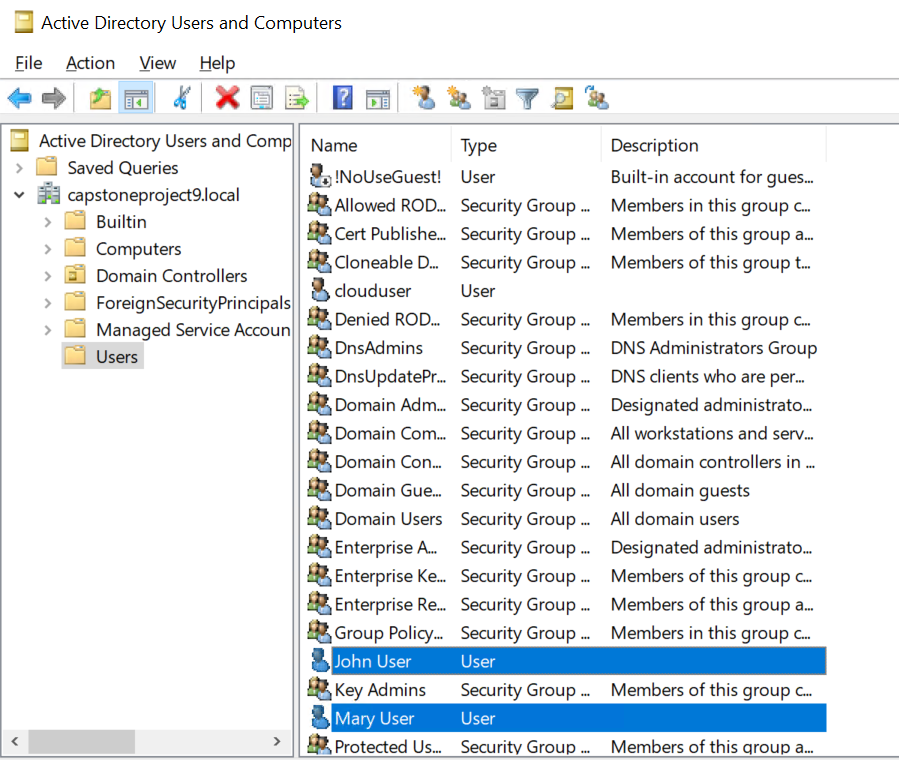 Active Directory Users and Computers
File Action View Help
Active Directory Users and Comp
Saved Queries
capstoneproject9.local
Builtin
Computers
Domain Controllers
ForeignSecurityPrincipals
Managed Service Accoun
Users
Name Type Description
!NoUseGuest! User Built-in account for gues...
Allowed ROD... Security Group ... Members in this group c...
Cert Publishe... Security Group ... Members of this group a...
Cloneable D... Security Group ... Members of this group t...
clouduser User
Denied ROD... Security Group ... Members in this group c...
DnsAdmins Security Group ... DNS Administrators Group
DnsUpdatePr... Security Group ... DNS clients who are per...
Domain Adm... Security Group ... Designated administrato...
Domain Com... Security Group ... All workstations and serv...
Domain Con... Security Group ... All domain controllers in ...
Domain Gue... Security Group ... All domain guests
Domain Users Security Group ... All domain users
Enterprise A... Security Group ... Designated administrato...
Enterprise Ke... Security Group ... Members of this group c...
Enterprise Re... Security Group ... Members of this group a...
Group Policy... Security Group ... Members in this group c...
John User User
Key Admins Security Group ... Members of this group c...
Mary User User
Protected Us... Security Group ... Members of this group a...